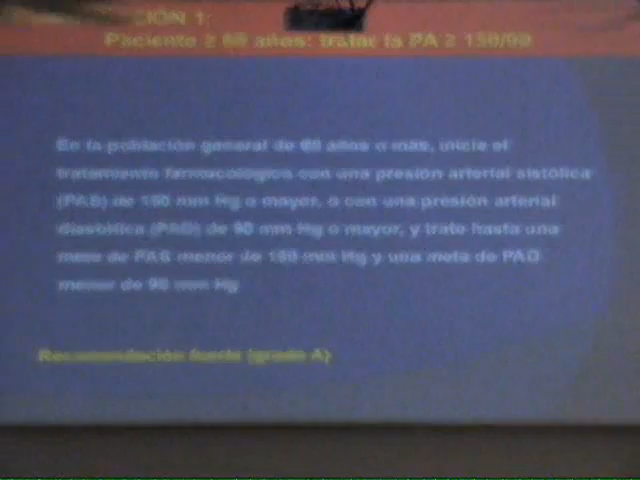 CION 1:
Paciente ≥ 60 años: tratar la PA ≥ 150/90
En la población general de 60 años o más, inicie el
tratamiento farmacológico con una presión arterial sistólica
(PAS) de 150 mm Hg o mayor, o con una presión arterial
diastólica (PAD) de 90 mm Hg o mayor, y trate hasta una
meta de PAS menor de 150 mm Hg y una meta de PAD
menor de 90 mm Hg
Recomendación fuerte (grado A)